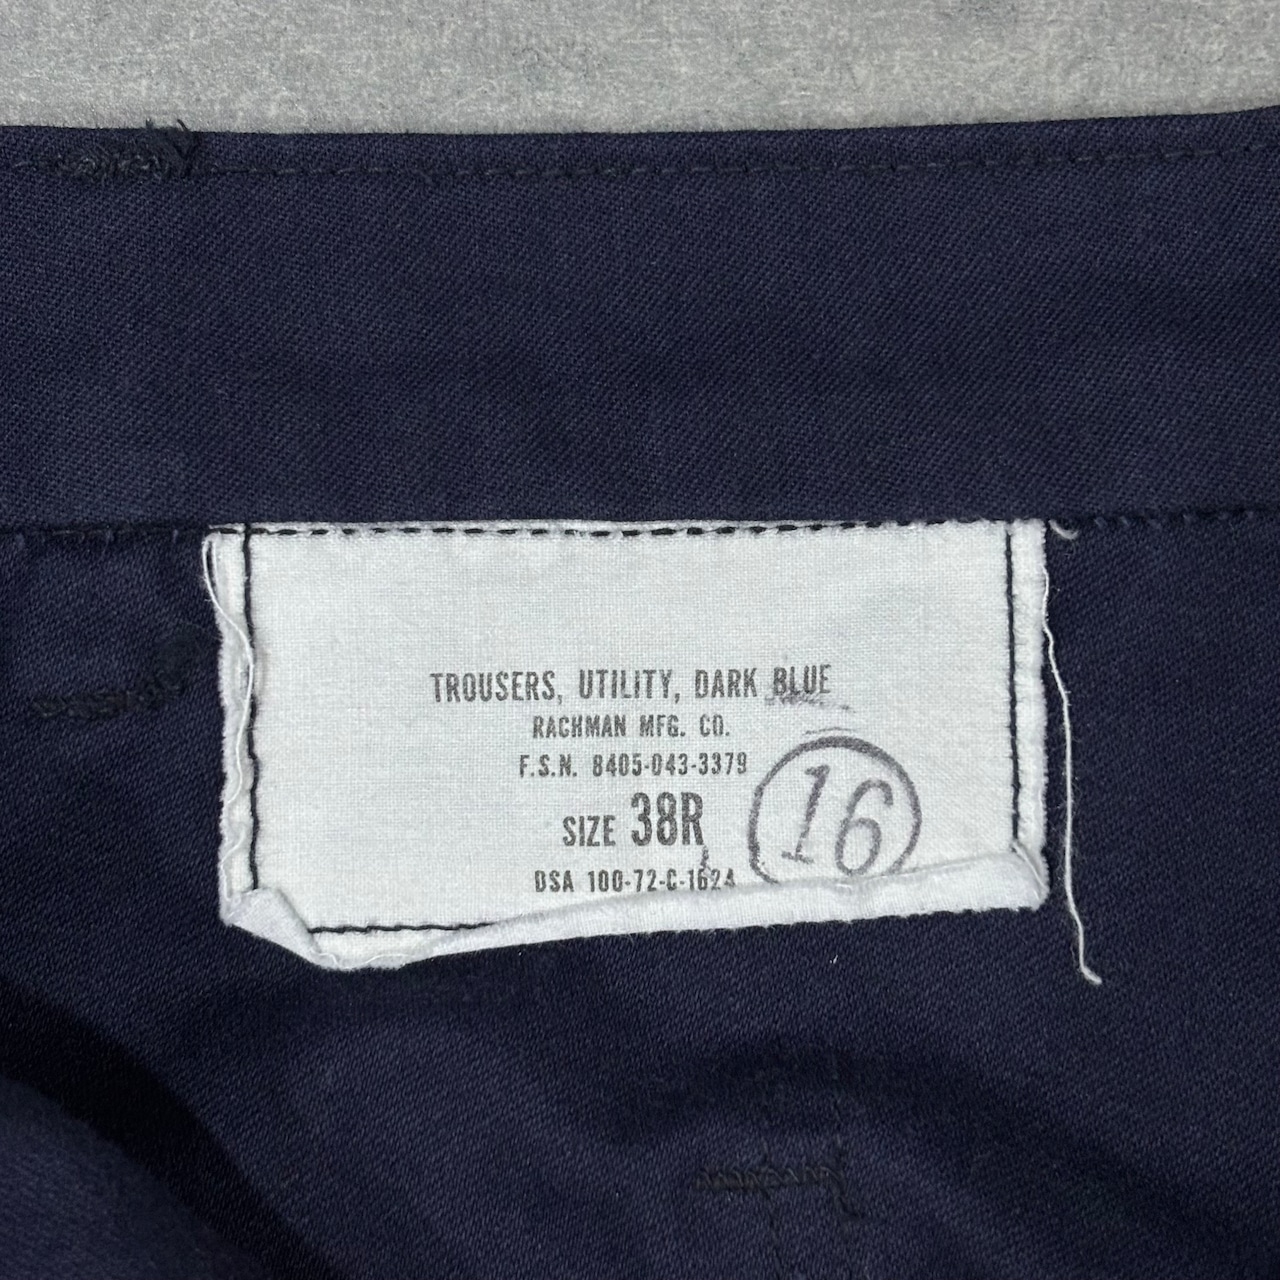 TROUSERS, UTILITY, DARK BLUE
RACHMAN MFG. CO.
F.S.N. 8405-043-3379
SIZE 38R
16
DSA 100-72-C-1624